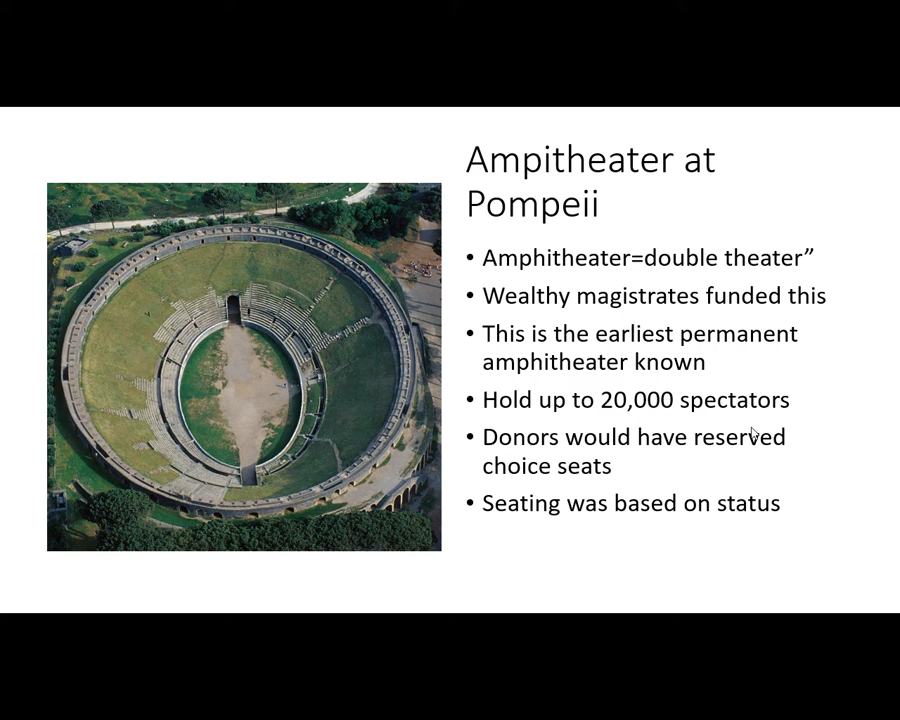 Ampitheater at
Pompeii
• Amphitheater=double theater”
• Wealthy magistrates funded this
• This is the earliest permanent
amphitheater known
• Hold up to 20,000 spectators
• Donors would have reserved
choice seats
• Seating was based on status